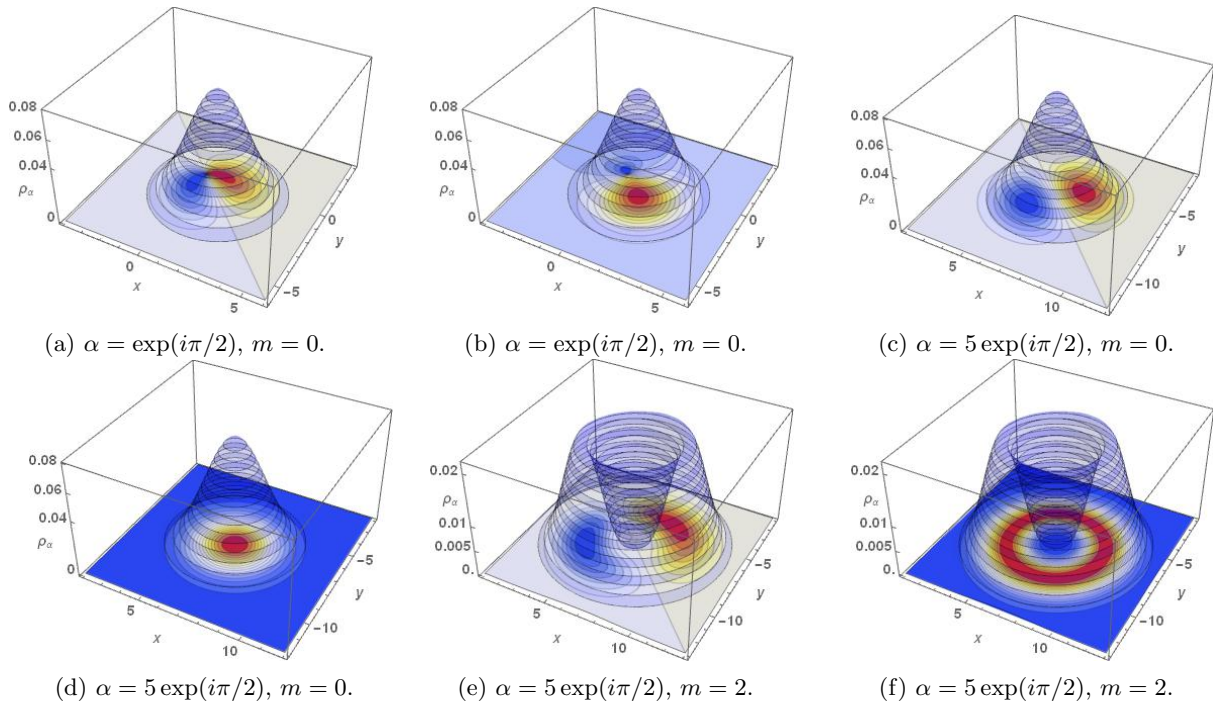 0.08
0.06
0.04
ρα
0
0
x
5
−5
0
y
0.08
0.06
0.04
ρα
0
0
x
5
−5
0
y
0.08
0.06
0.04
ρα
0
5
x
10
−10
−5
y
(a) α = exp(iπ/2), m = 0.
(b) α = exp(iπ/2), m = 0.
(c) α = 5 exp(iπ/2), m = 0.
0.08
0.06
0.04
ρα
0
5
x
10
−10
−5
y
0.02
ρα
0.01
0.005
0.
5
x
10
−10
−5
y
0.02
ρα
0.01
0.005
0.
5
x
10
−10
−5
y
(d) α = 5 exp(iπ/2), m = 0.
(e) α = 5 exp(iπ/2), m = 2.
(f) α = 5 exp(iπ/2), m = 2.